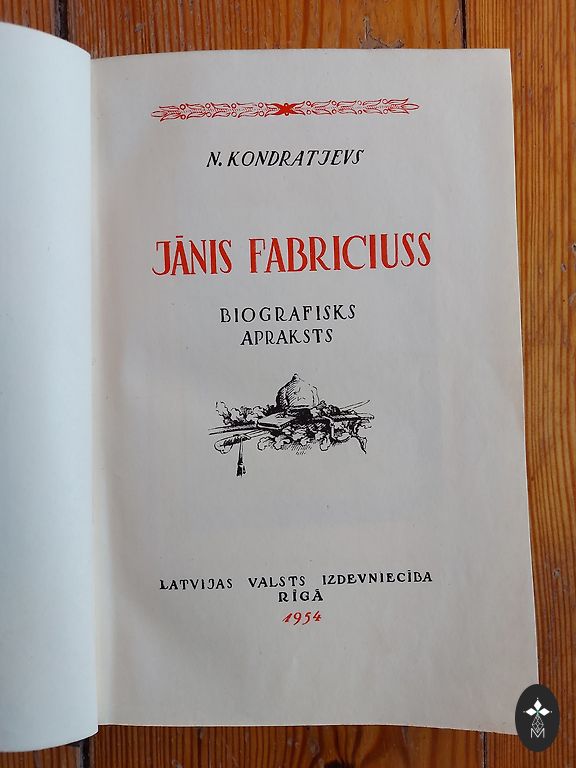 N. KONDRATJEVS
JĀNIS FABRICIUSS
BIOGRAFISKS
APRAKSTS
LATVIJAS VALSTS IZDEVNIECĪBA
RĪGĀ
1954
M